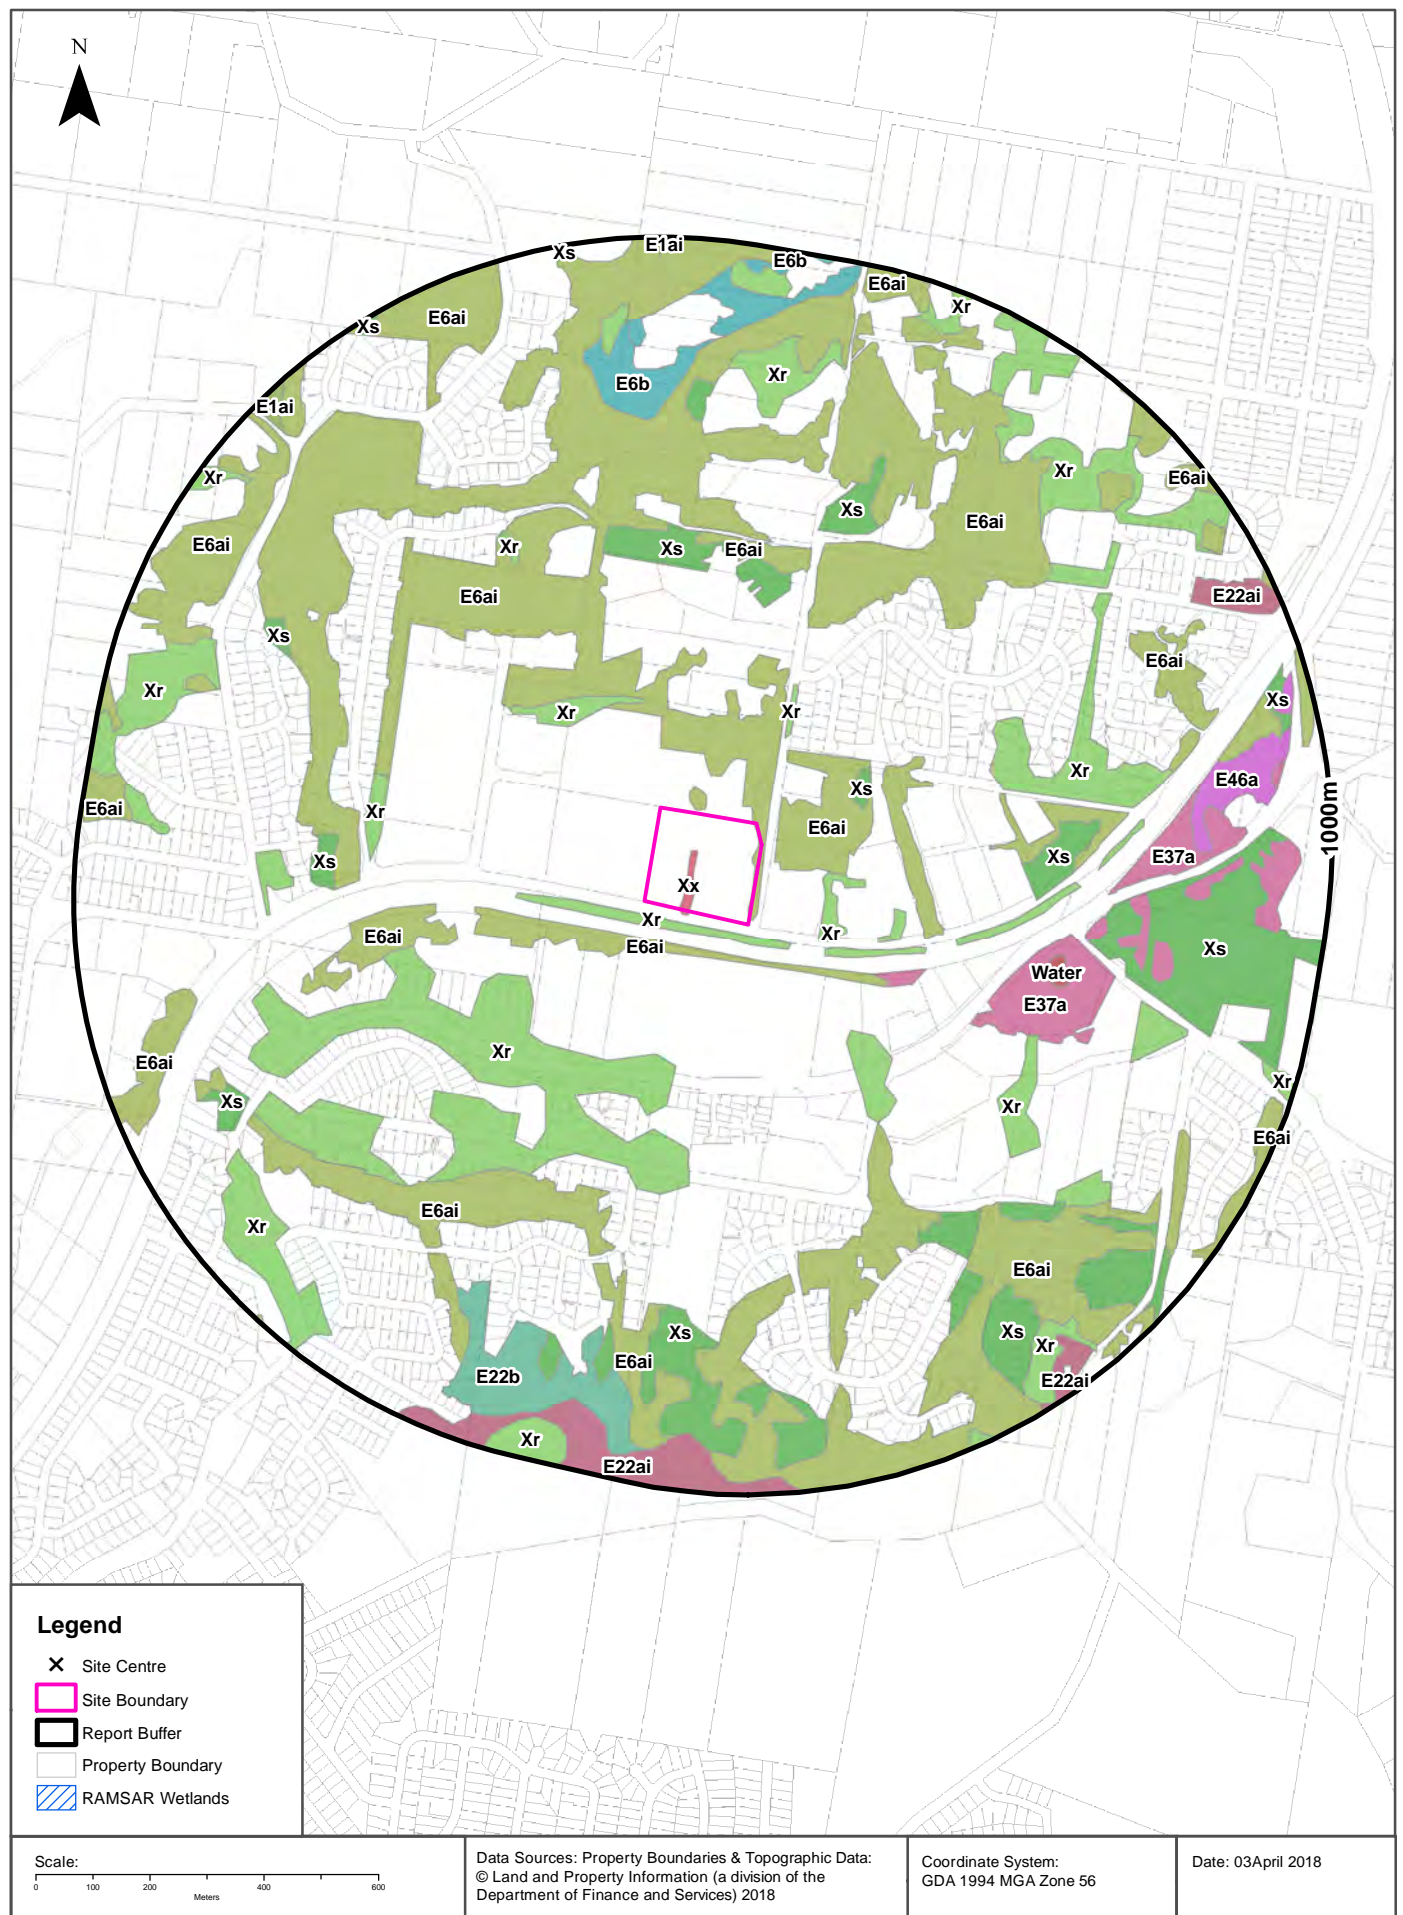 N
Xs
E1ai
E6b
E6ai
Xr
E6ai
Xs
E6b
Xr
E1ai
Xr
E6ai
Xr
E6ai
Xs
E6ai
E6ai
Xr
Xs
E6ai
E6ai
E22ai
Xs
E6ai
Xr
Xs
Xr
Xr
Xr
E46a
Xs
E6ai
Xr
E6ai
1000m
Xs
Xs
E37a
Xx
Xr
Xr
E6ai
E6ai
Xs
Water
E37a
E6ai
Xr
Xr
Xs
Xr
E6ai
E6ai
Xr
E6ai
Xs
Xs
Xr
E6ai
E22b
E22ai
Xr
E22ai
Legend
Site Centre
Site Boundary
Report Buffer
Property Boundary
RAMSAR Wetlands
Scale:
0 100 200 400 600
Meters
Data Sources: Property Boundaries & Topographic Data:
© Land and Property Information (a division of the
Department of Finance and Services) 2018
Coordinate System:
GDA 1994 MGA Zone 56
Date: 03April 2018